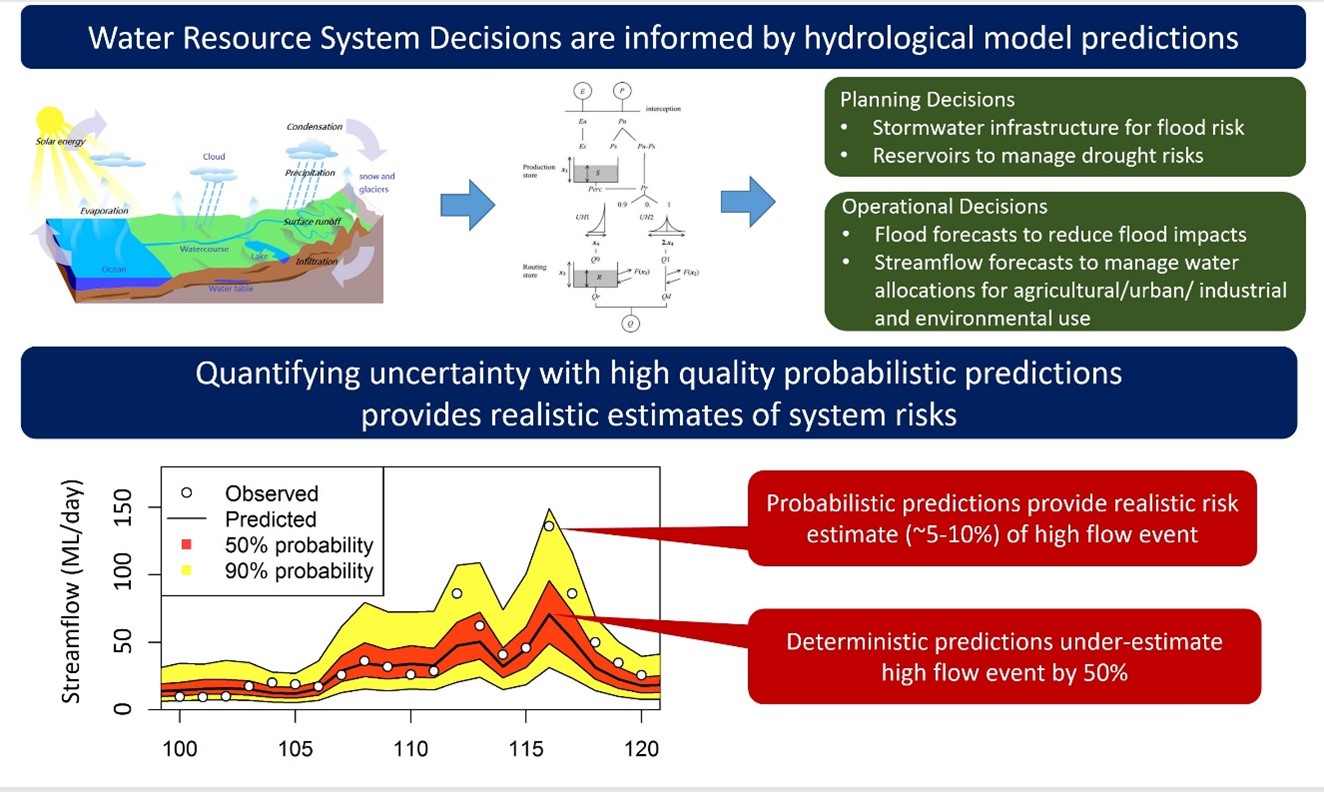 Water Resource System Decisions are informed by hydrological model predictions
Solar energy
Condensation
Cloud
Precipitation
snow and
glaciers
Evaporation
Surface runoff
Watercourse
Lake
Ocean
Infiltration
Water table
E
P
interception
En
Pn
Es
Ps
Pn-Ps
Production
store
x₁
S
Perc
Pr
0.9
0.
1
UH1
UH2
x₄
2.x₄
Q9
Q1
Routing
store
x₃
R
F(x₂)
F(x₂)
Qr
Qd
Q
Planning Decisions
• Stormwater infrastructure for flood risk
• Reservoirs to manage drought risks
Operational Decisions
• Flood forecasts to reduce flood impacts
• Streamflow forecasts to manage water
allocations for agricultural/urban/ industrial
and environmental use
Quantifying uncertainty with high quality probabilistic predictions
provides realistic estimates of system risks
Streamflow (ML/day)
150
100
50
0
Observed
Predicted
50% probability
90% probability
100
105
110
115
120
Probabilistic predictions provide realistic risk
estimate (~5-10%) of high flow event
Deterministic predictions under-estimate
high flow event by 50%